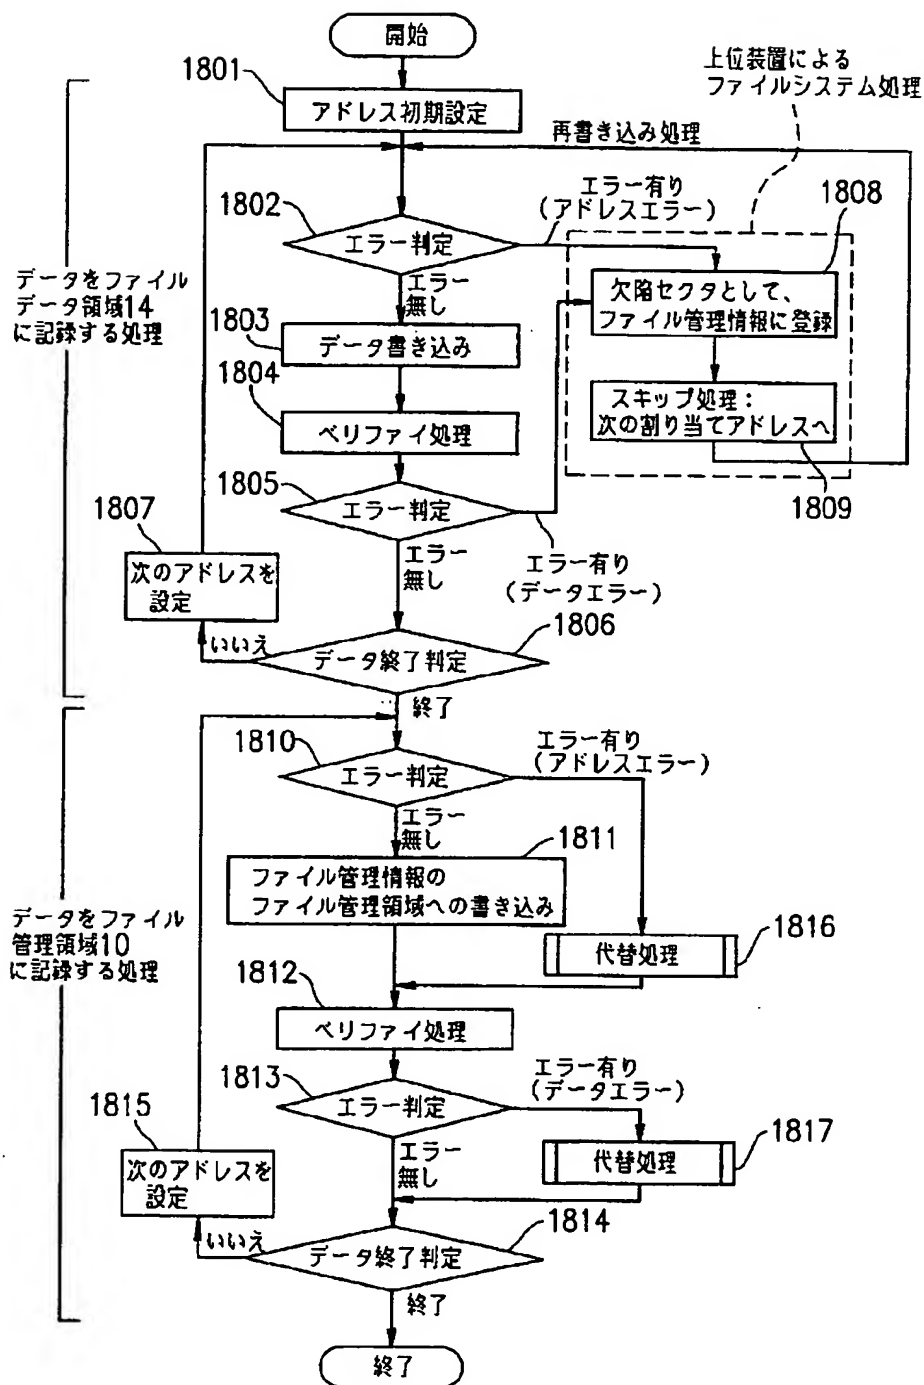 開始
1801
アドレス初期設定
上位装置による
ファイルシステム処理
再書き込み処理
1802
エラー判定
エラー有り
(アドレスエラー)
1808
欠陥セクタとして、
ファイル管理情報に登録
エラー
無し
データをファイル
データ領域14
に記録する処理
1803
データ書き込み
1804
ベリファイ処理
スキップ処理:
次の割り当てアドレスへ
1809
1805
エラー判定
1807
次のアドレスを
設定
エラー
無し
エラー有り
(データエラー)
1806
いいえ
データ終了判定
終了
1810
エラー判定
エラー有り
(アドレスエラー)
エラー
無し
1811
ファイル管理情報の
ファイル管理領域への書き込み
データをファイル
管理領域10
に記録する処理
代替処理
1816
1812
ベリファイ処理
1813
エラー判定
エラー有り
(データエラー)
1815
次のアドレスを
設定
エラー
無し
代替処理
1817
1814
いいえ
データ終了判定
終了
終了